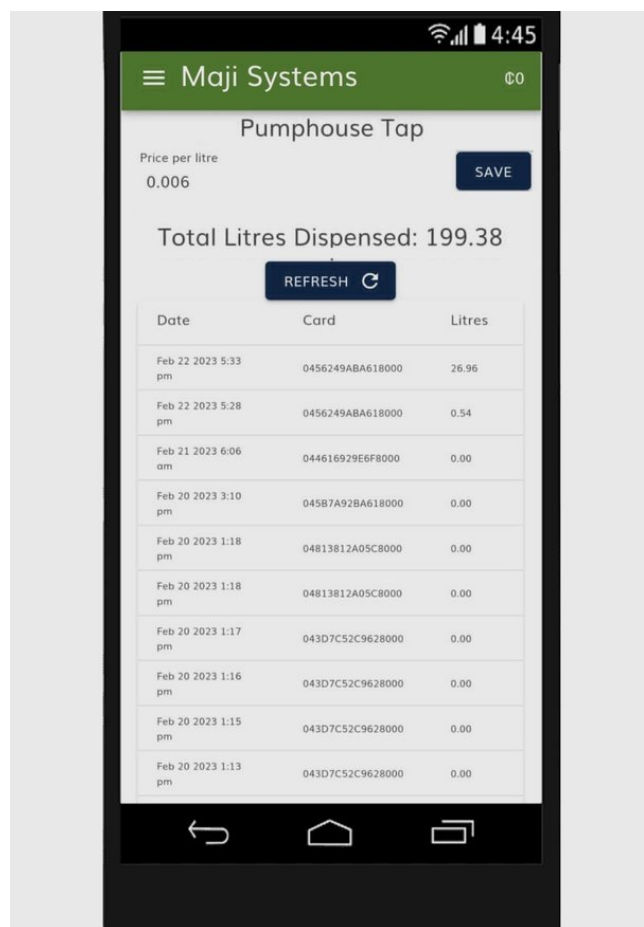 4:45
Maji Systems ₵0
Pumphouse Tap
Price per litre
0.006
SAVE
Total Litres Dispensed: 199.38
REFRESH
Date Card Litres
Feb 22 2023 5:33 pm 0456249ABA618000 26.96
Feb 22 2023 5:28 pm 0456249ABA618000 0.54
Feb 21 2023 6:06 am 044616929E6F8000 0.00
Feb 20 2023 3:10 pm 045B7A92BA618000 0.00
Feb 20 2023 1:18 pm 04813812A05C8000 0.00
Feb 20 2023 1:18 pm 04813812A05C8000 0.00
Feb 20 2023 1:17 pm 043D7C52C9628000 0.00
Feb 20 2023 1:16 pm 043D7C52C9628000 0.00
Feb 20 2023 1:15 pm 043D7C52C9628000 0.00
Feb 20 2023 1:13 pm 043D7C52C9628000 0.00